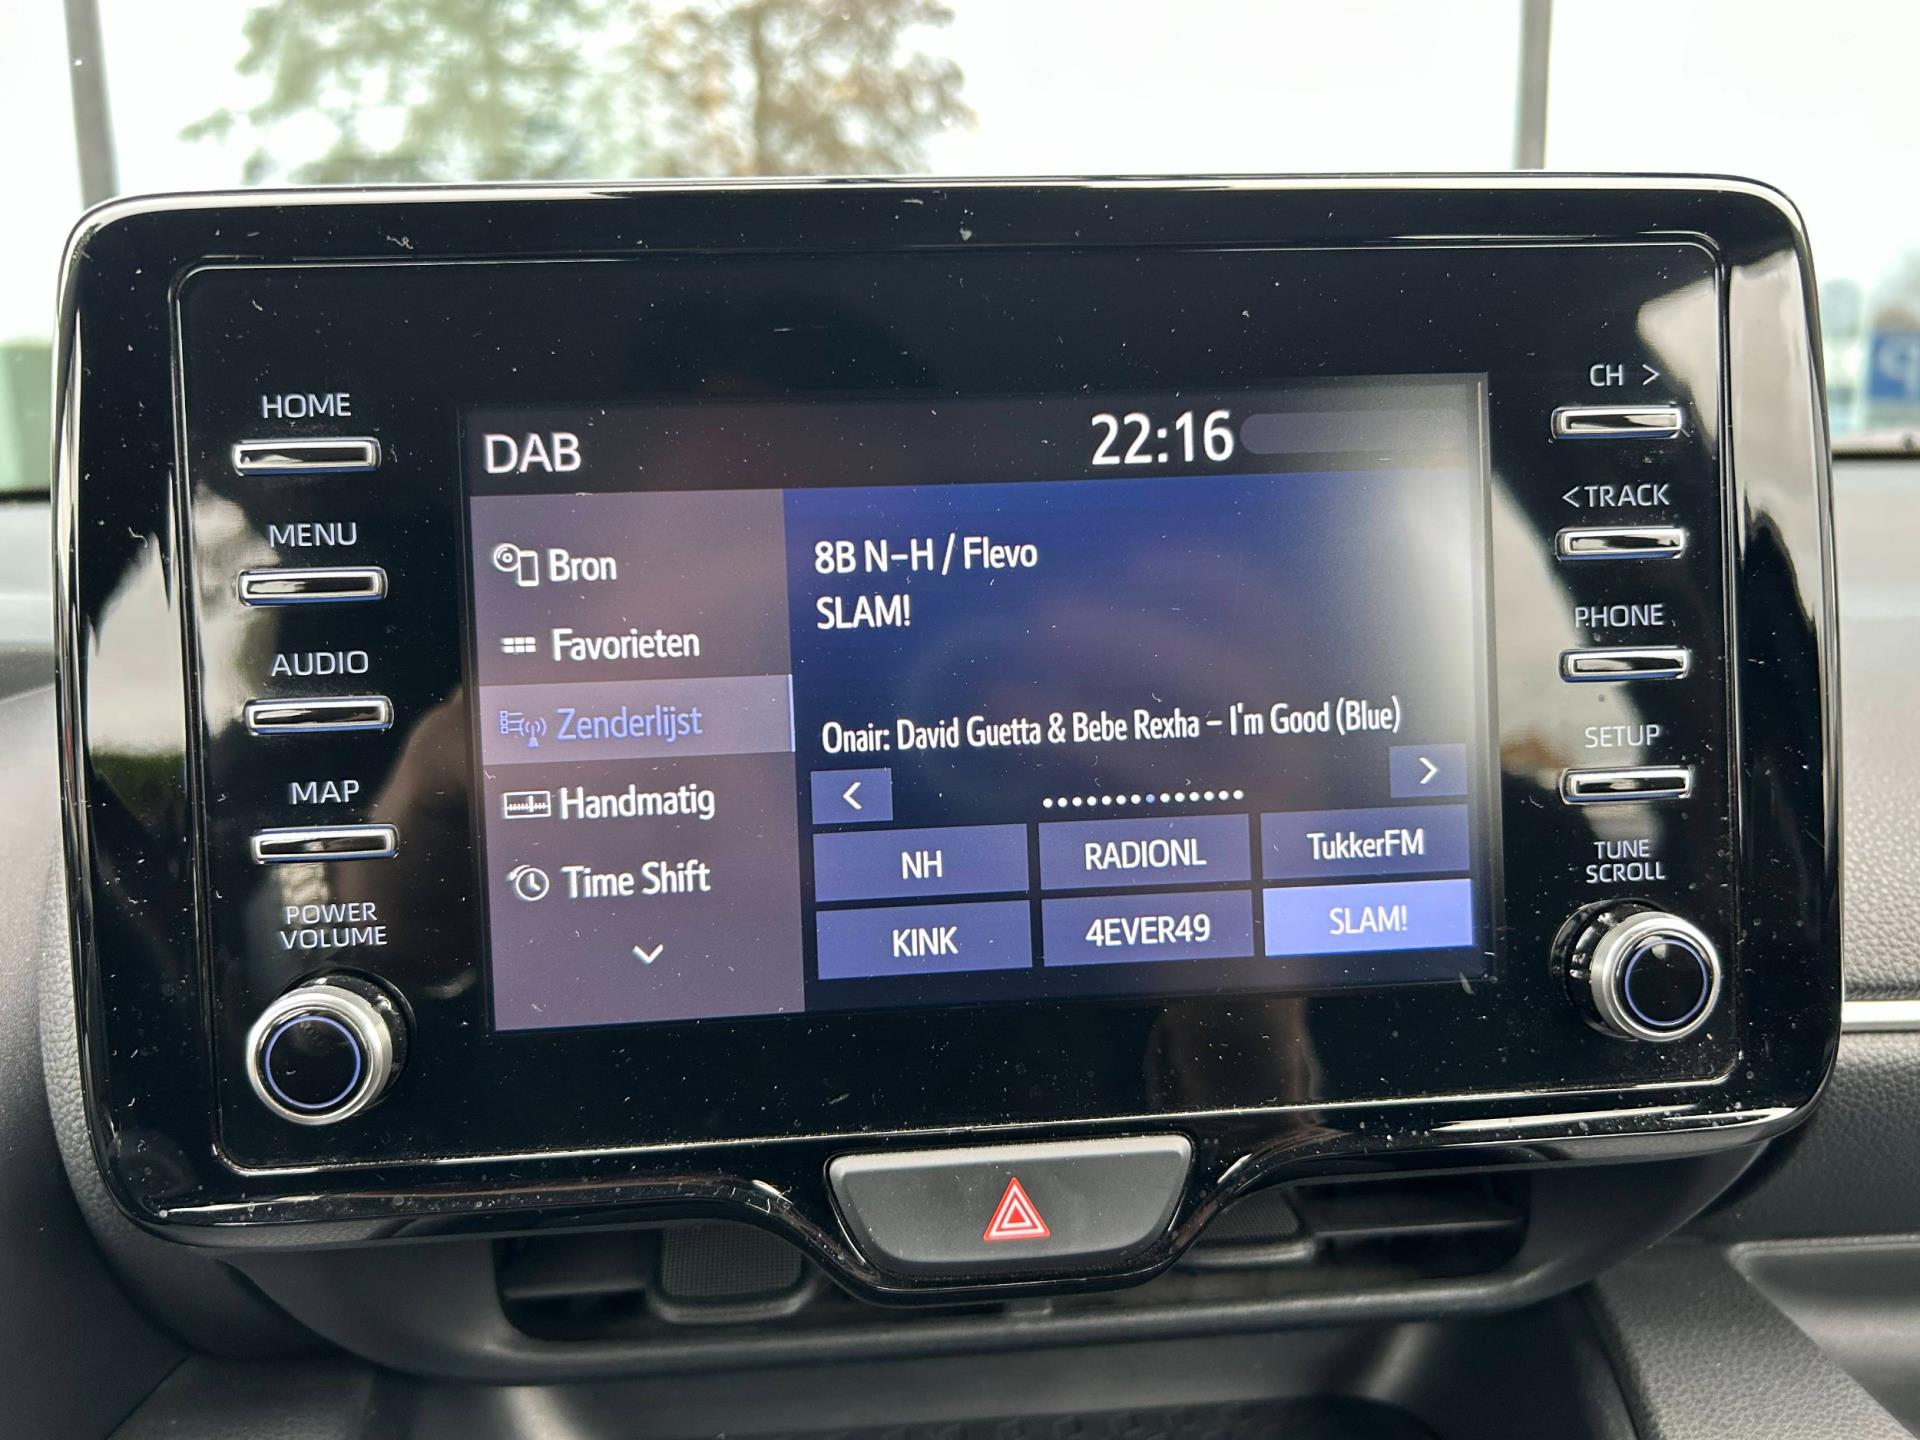 HOME
MENU
AUDIO
MAP
POWER
VOLUME
DAB
22:16
Bron
Favorieten
Zenderlijst
Handmatig
Time Shift
8B N-H / Flevo
SLAM!
Onair: David Guetta & Bebe Rexha - I'm Good (Blue)
< >
NH RADIONL TukkerFM
KINK 4EVER49 SLAM!
CH >
< TRACK
PHONE
SETUP
TUNE
SCROLL
P